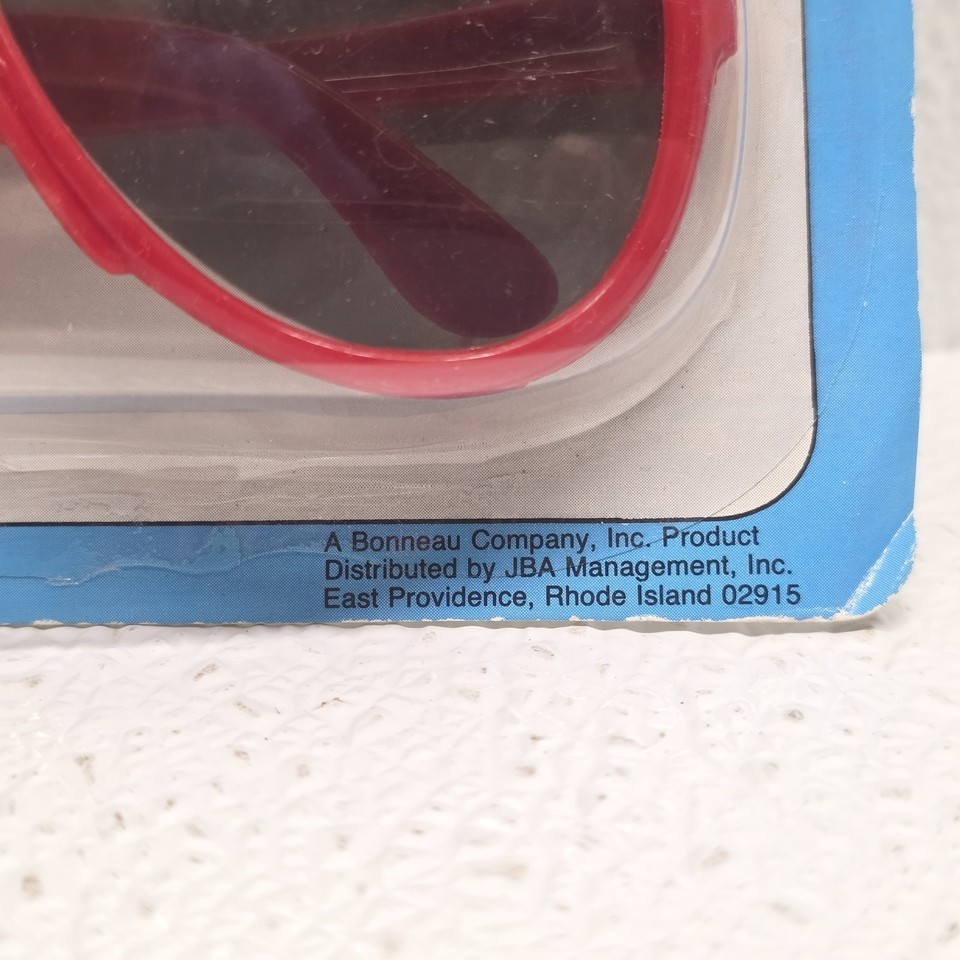 A Bonneau Company, Inc. Product
Distributed by JBA Management, Inc.
East Providence, Rhode Island 02915